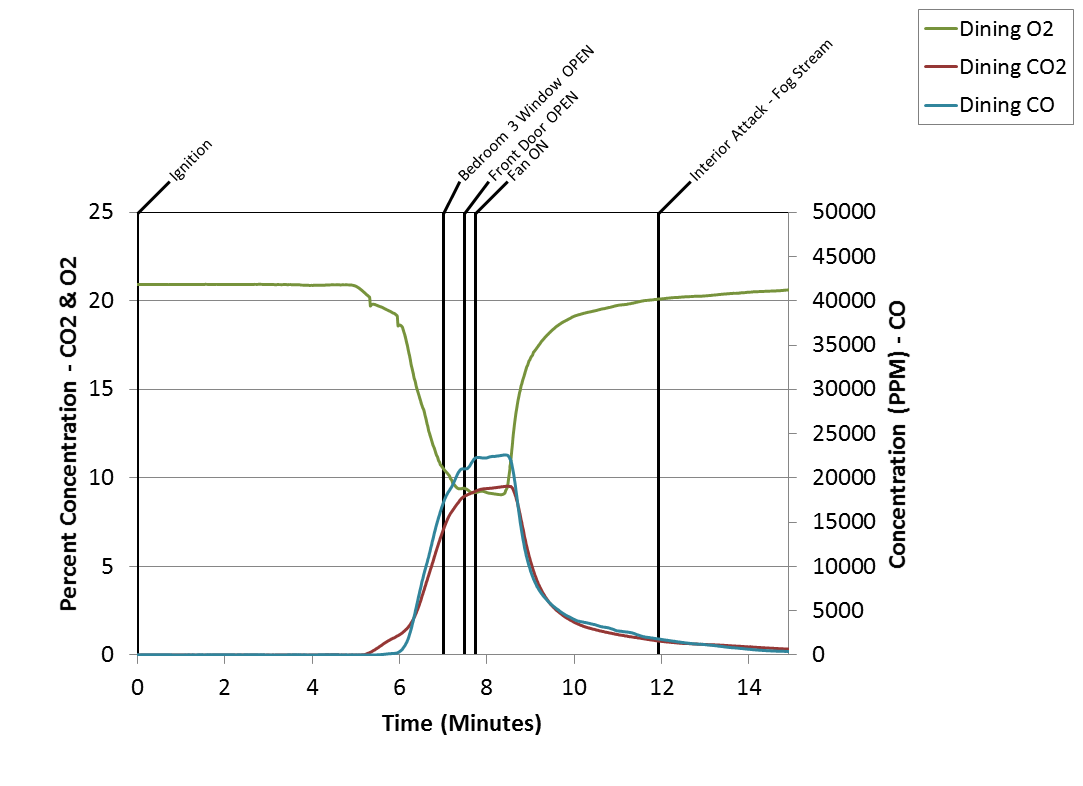 Dining O2
Dining CO2
Dining CO
Ignition
Bedroom 3 Window OPEN
Front Door OPEN
Fan ON
Interior Attack - Fog Stream
25
20
15
10
5
0
Percent Concentration - CO2 & O2
50000
45000
40000
35000
30000
25000
20000
15000
10000
5000
0
Concentration (PPM) - CO
0
2
4
6
8
10
12
14
Time (Minutes)